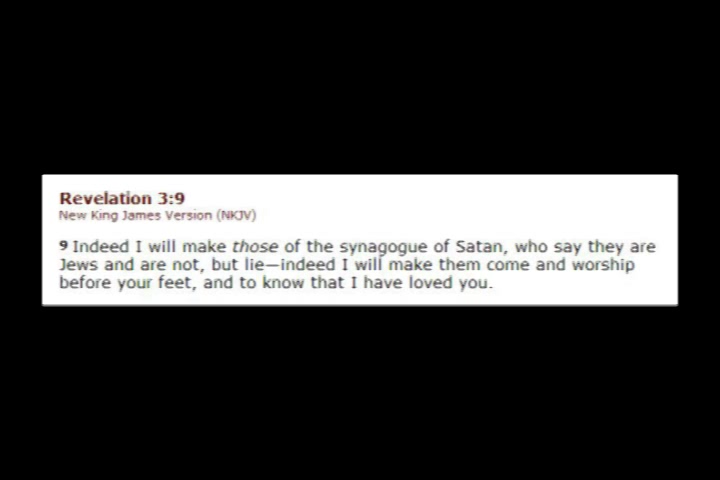 Revelation 3:9
New King James Version (NKJV)
9 Indeed I will make those of the synagogue of Satan, who say they are
Jews and are not, but lie—indeed I will make them come and worship
before your feet, and to know that I have loved you.